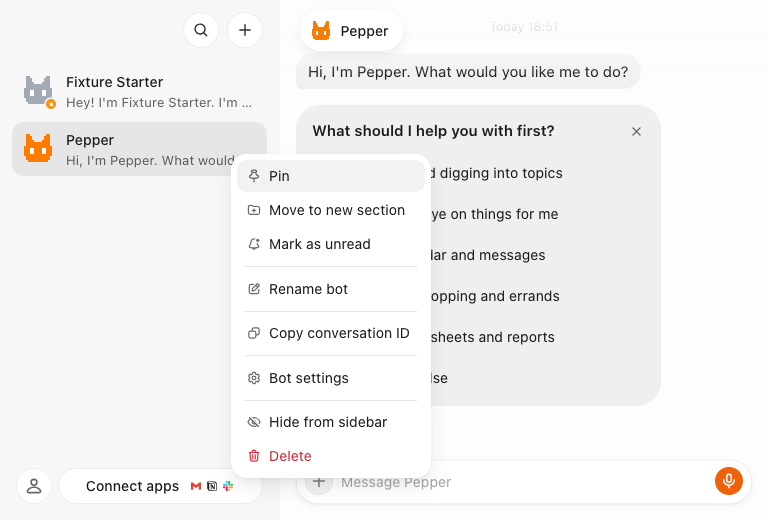 Fixture Starter
Hey! I'm Fixture Starter. I'm ...
Pepper
Hi, I'm Pepper. What would
Connect apps
Pepper
Today 18:51
Hi, I'm Pepper. What would you like me to do?
What should I help you with first?
digging into topics
ye on things for me
dar and messages
opping and errands
sheets and reports
lse
Message Pepper
Pin
Move to new section
Mark as unread
Rename bot
Copy conversation ID
Bot settings
Hide from sidebar
Delete